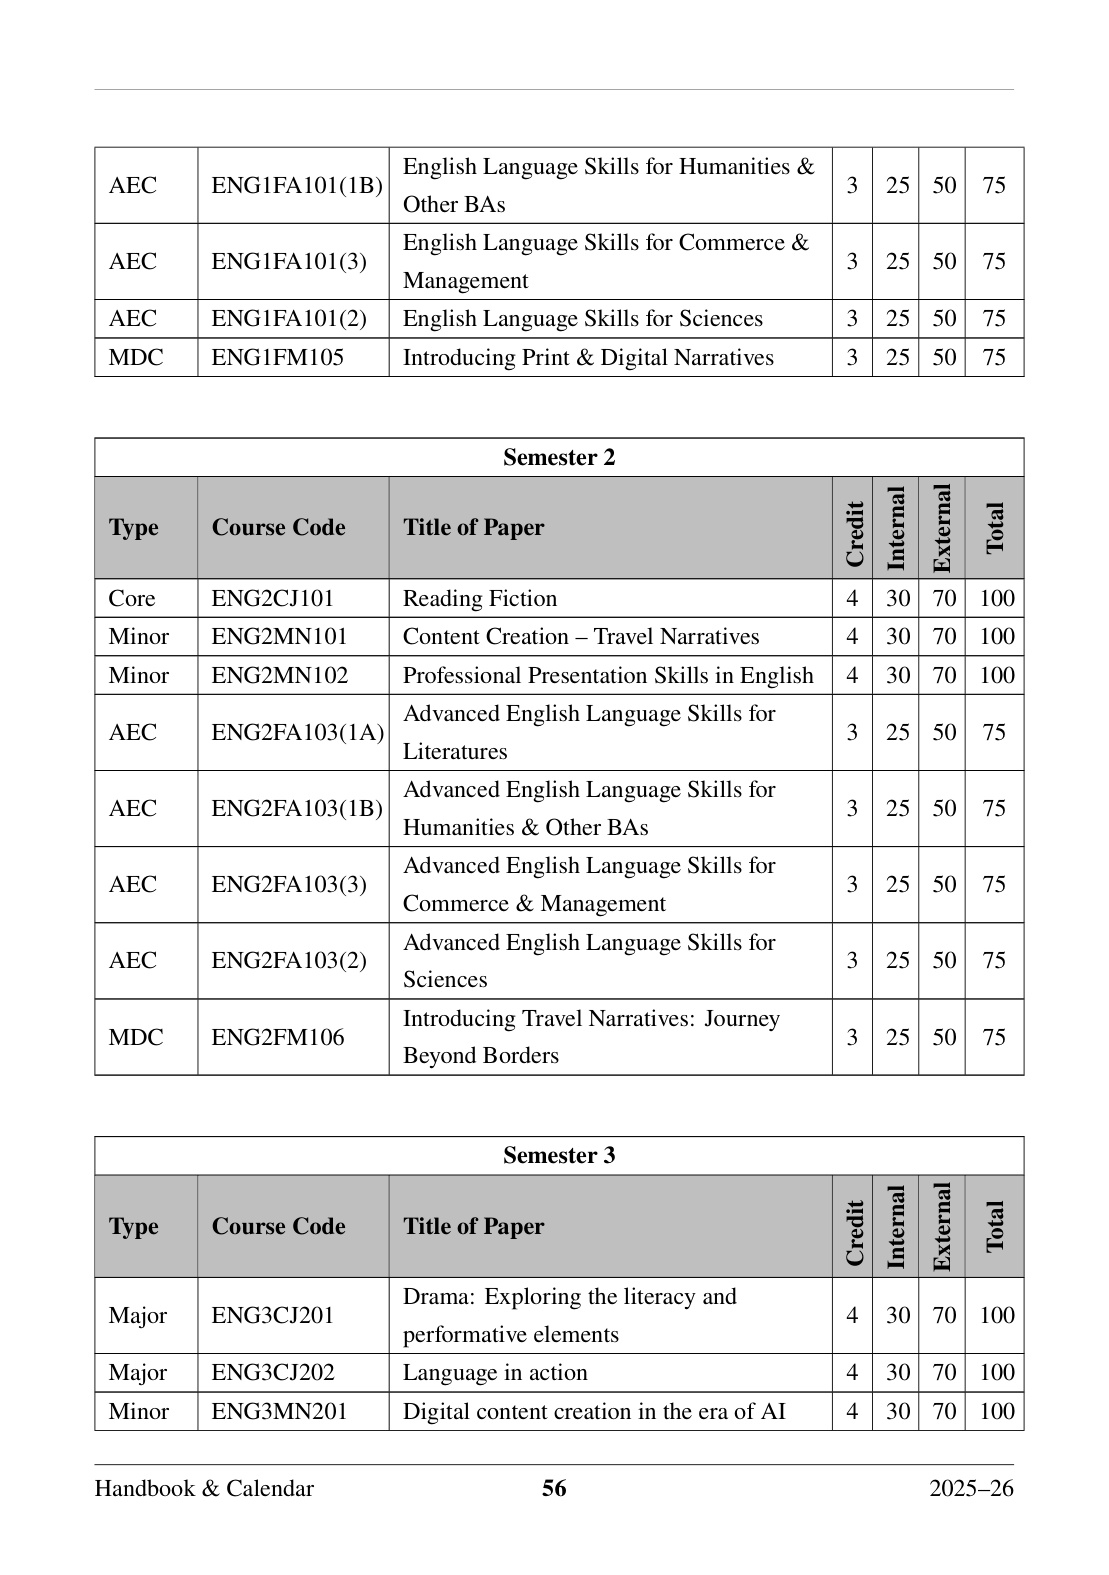 AEC ENG1FA101(1B) English Language Skills for Humanities & Other BAs 3 25 50 75
AEC ENG1FA101(3) English Language Skills for Commerce & Management 3 25 50 75
AEC ENG1FA101(2) English Language Skills for Sciences 3 25 50 75
MDC ENG1FM105 Introducing Print & Digital Narratives 3 25 50 75
Semester 2
Type Course Code Title of Paper Credit Internal External Total
Core ENG2CJ101 Reading Fiction 4 30 70 100
Minor ENG2MN101 Content Creation – Travel Narratives 4 30 70 100
Minor ENG2MN102 Professional Presentation Skills in English 4 30 70 100
AEC ENG2FA103(1A) Advanced English Language Skills for Literatures 3 25 50 75
AEC ENG2FA103(1B) Advanced English Language Skills for Humanities & Other BAs 3 25 50 75
AEC ENG2FA103(3) Advanced English Language Skills for Commerce & Management 3 25 50 75
AEC ENG2FA103(2) Advanced English Language Skills for Sciences 3 25 50 75
MDC ENG2FM106 Introducing Travel Narratives: Journey Beyond Borders 3 25 50 75
Semester 3
Type Course Code Title of Paper Credit Internal External Total
Major ENG3CJ201 Drama: Exploring the literacy and performative elements 4 30 70 100
Major ENG3CJ202 Language in action 4 30 70 100
Minor ENG3MN201 Digital content creation in the era of AI 4 30 70 100
Handbook & Calendar 56 2025–26